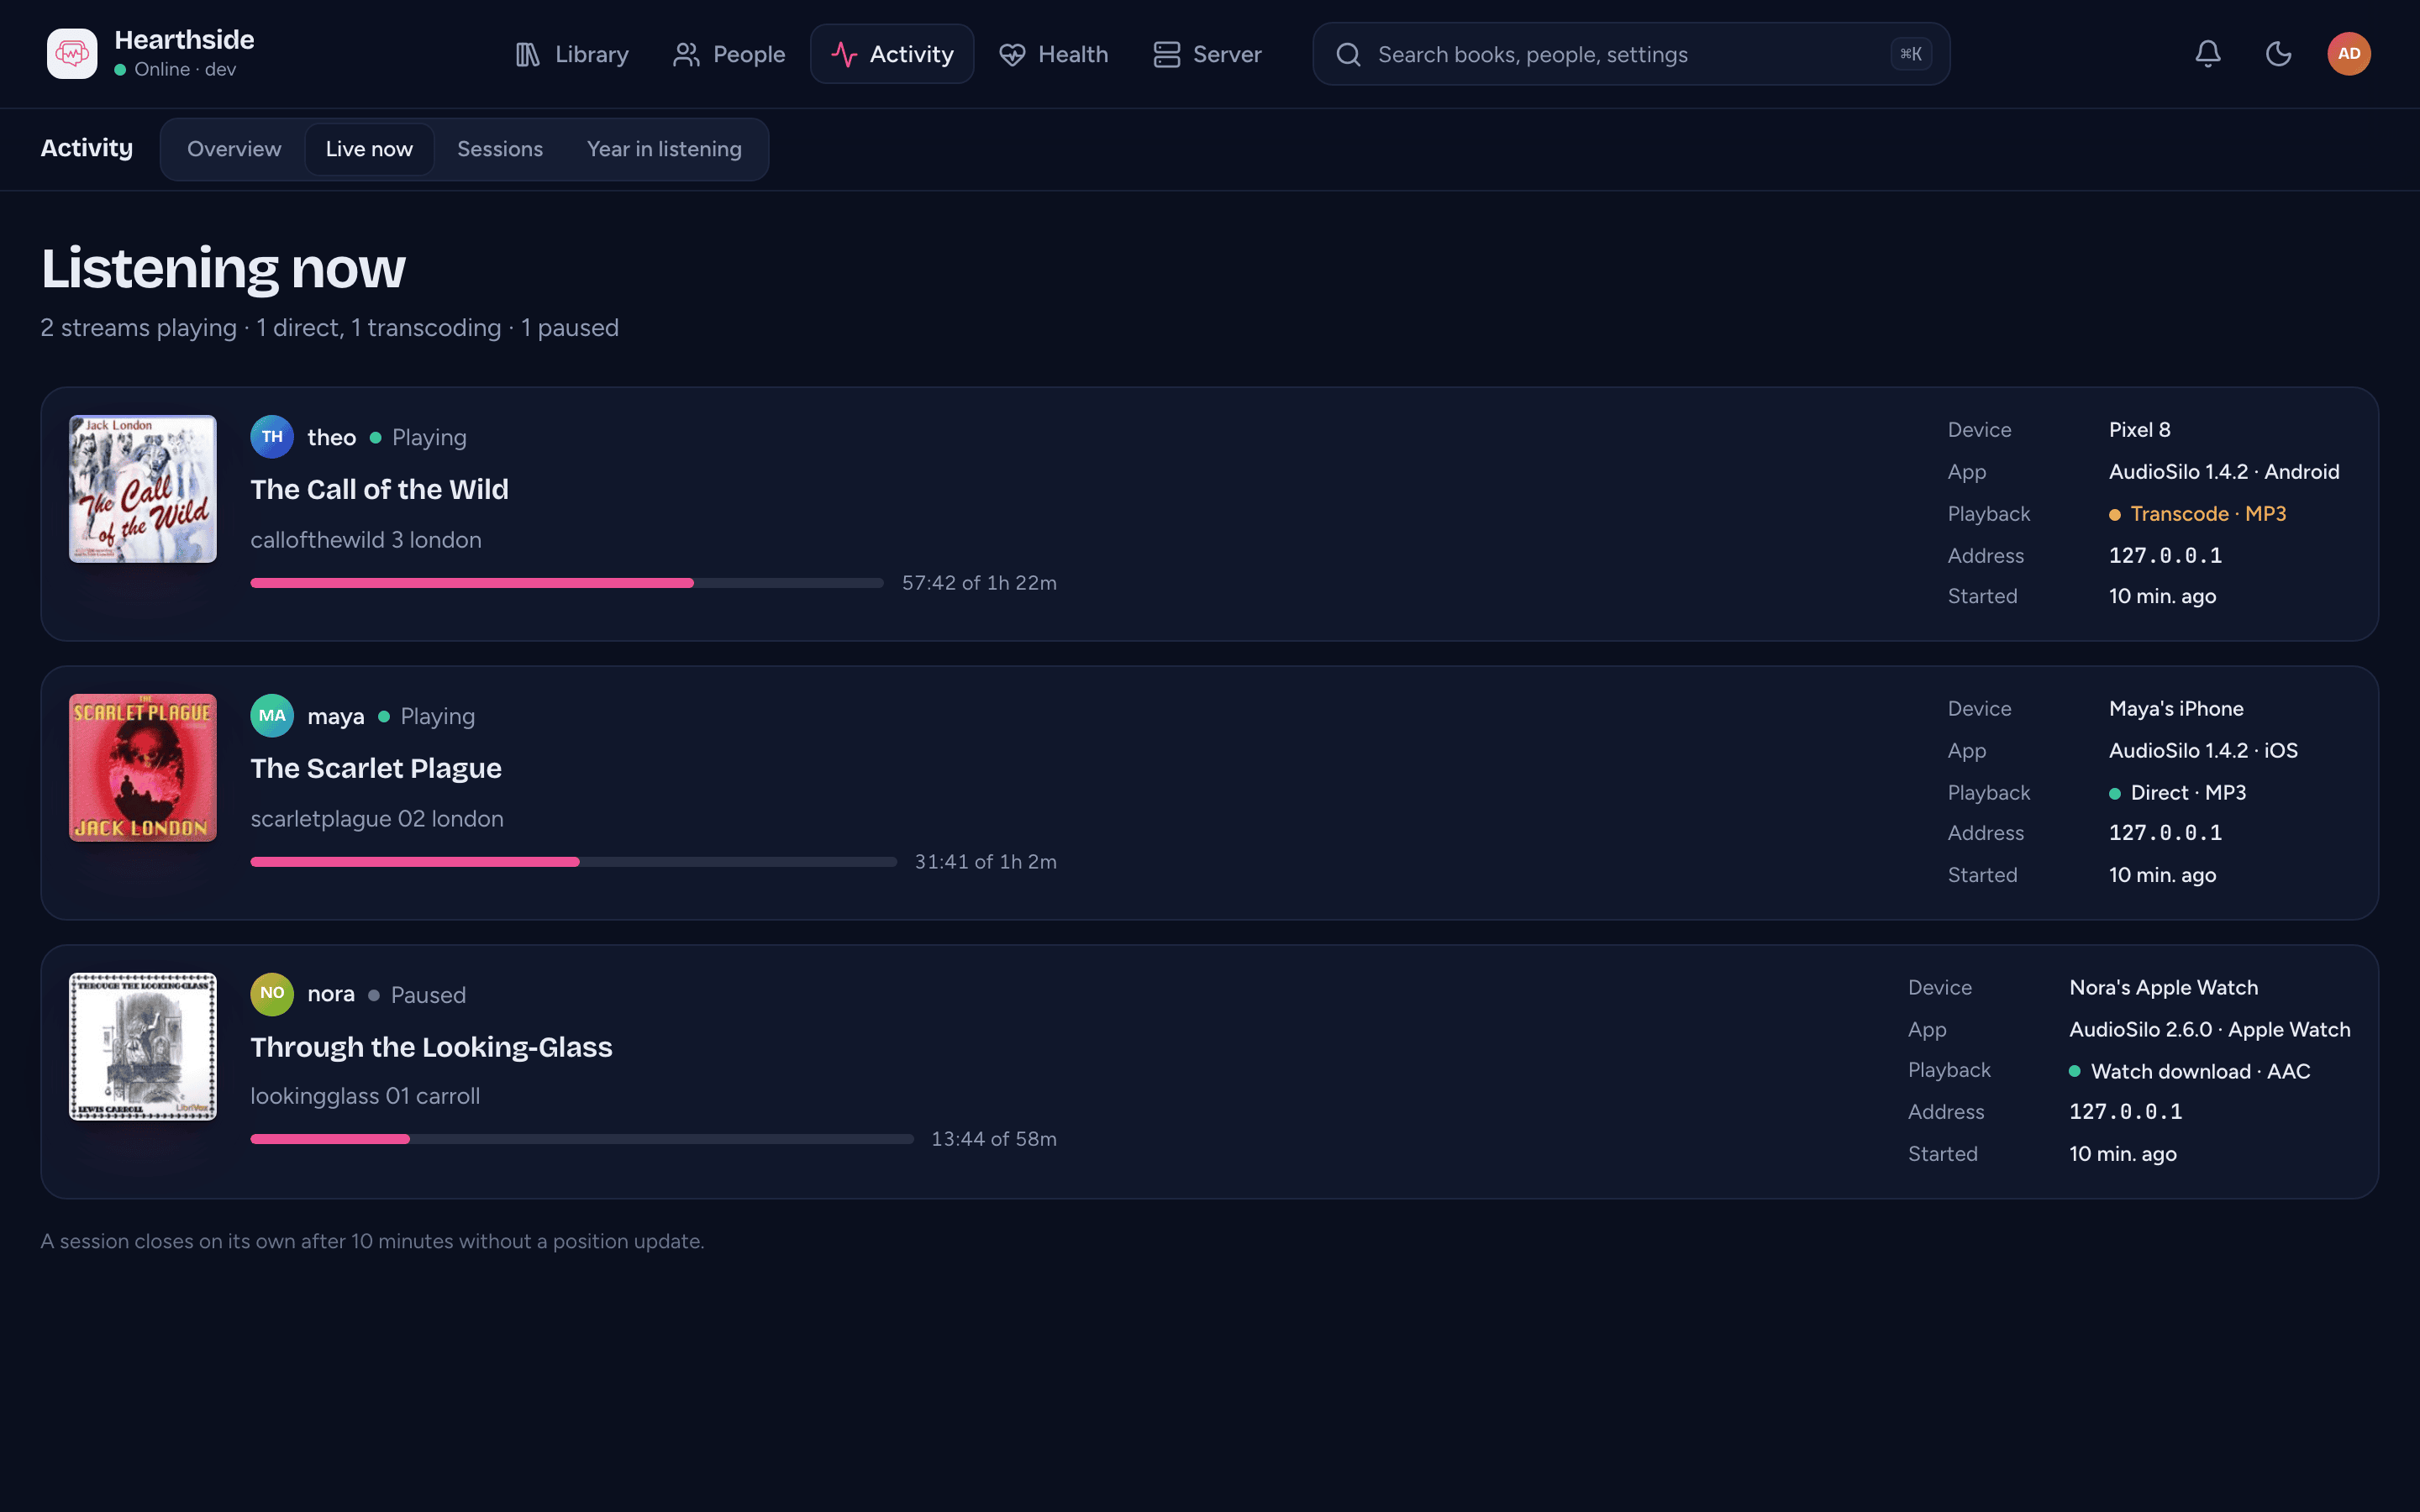 Hearthside
Online · dev
Library
People
Activity
Health
Server
Search books, people, settings
⌘K
AD
Activity
Overview
Live now
Sessions
Year in listening
Listening now
2 streams playing · 1 direct, 1 transcoding · 1 paused
Jack London
The Call
of the Wild
TH
theo
Playing
The Call of the Wild
callofthewild 3 london
57:42 of 1h 22m
Device Pixel 8
App AudioSilo 1.4.2 · Android
Playback Transcode · MP3
Address 127.0.0.1
Started 10 min. ago
THE
SCARLET PLAGUE
JACK LONDON
MA
maya
Playing
The Scarlet Plague
scarletplague 02 london
31:41 of 1h 2m
Device Maya's iPhone
App AudioSilo 1.4.2 · iOS
Playback Direct · MP3
Address 127.0.0.1
Started 10 min. ago
THROUGH THE LOOKING-GLASS
LEWIS CARROLL
LibriVox
NO
nora
Paused
Through the Looking-Glass
lookingglass 01 carroll
13:44 of 58m
Device Nora's Apple Watch
App AudioSilo 2.6.0 · Apple Watch
Playback Watch download · AAC
Address 127.0.0.1
Started 10 min. ago
A session closes on its own after 10 minutes without a position update.